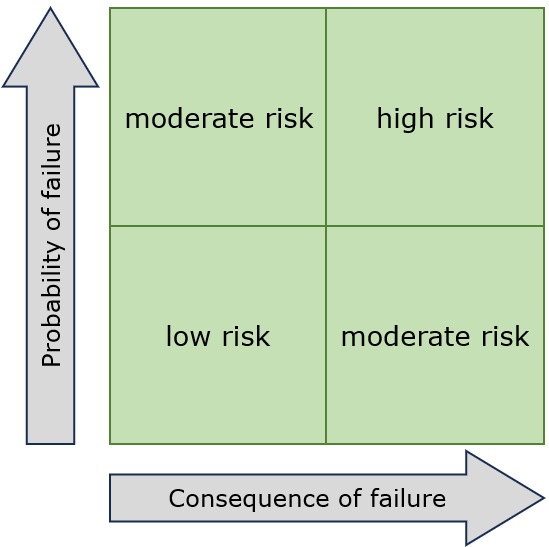 moderate risk
high risk
Probability of failure
low risk
moderate risk
Consequence of failure